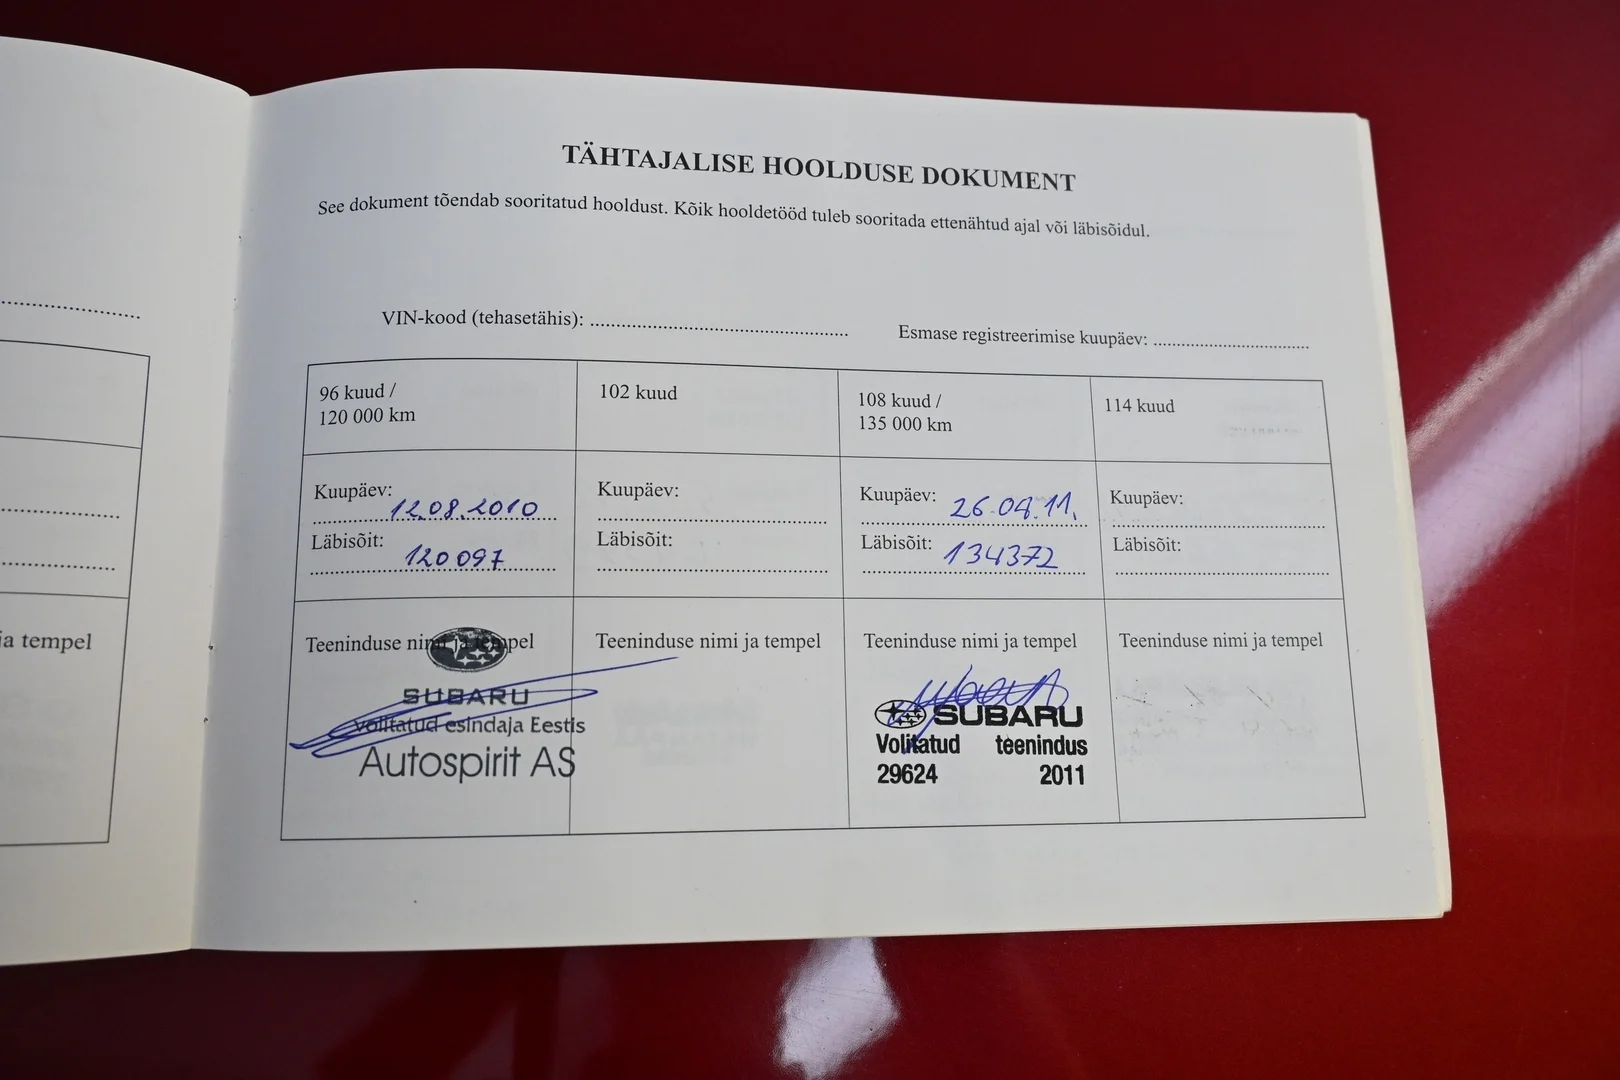 TÄHTAJALISE HOOLDUSE DOKUMENT
See dokument tõendab sooritatud hooldust. Kõik hooldetööd tuleb sooritada ettenähtud ajal või läbisõidul.
VIN-kood (tehasetähis):
Esmase registreerimise kuupäev:
96 kuud /
120 000 km
102 kuud
108 kuud /
135 000 km
114 kuud
Kuupäev: 12.08.2010
Läbisõit: 120097
Kuupäev:
Läbisõit:
Kuupäev: 26.04.11.
Läbisõit: 134372
Kuupäev:
Läbisõit:
ja tempel
Teeninduse nimi ja tempel
SUBARU
Volitatud esindaja Eestis
Autospirit AS
Teeninduse nimi ja tempel
Teeninduse nimi ja tempel
SUBARU
Volitatud teenindus
29624 2011
Teeninduse nimi ja tempel